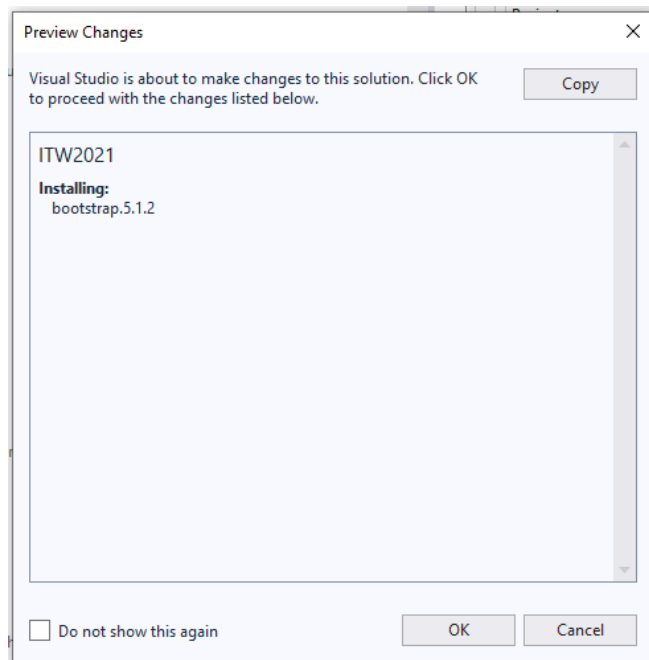 Preview Changes
Visual Studio is about to make changes to this solution. Click OK
to proceed with the changes listed below.
Copy
ITW2021
Installing:
bootstrap.5.1.2
Do not show this again
OK
Cancel